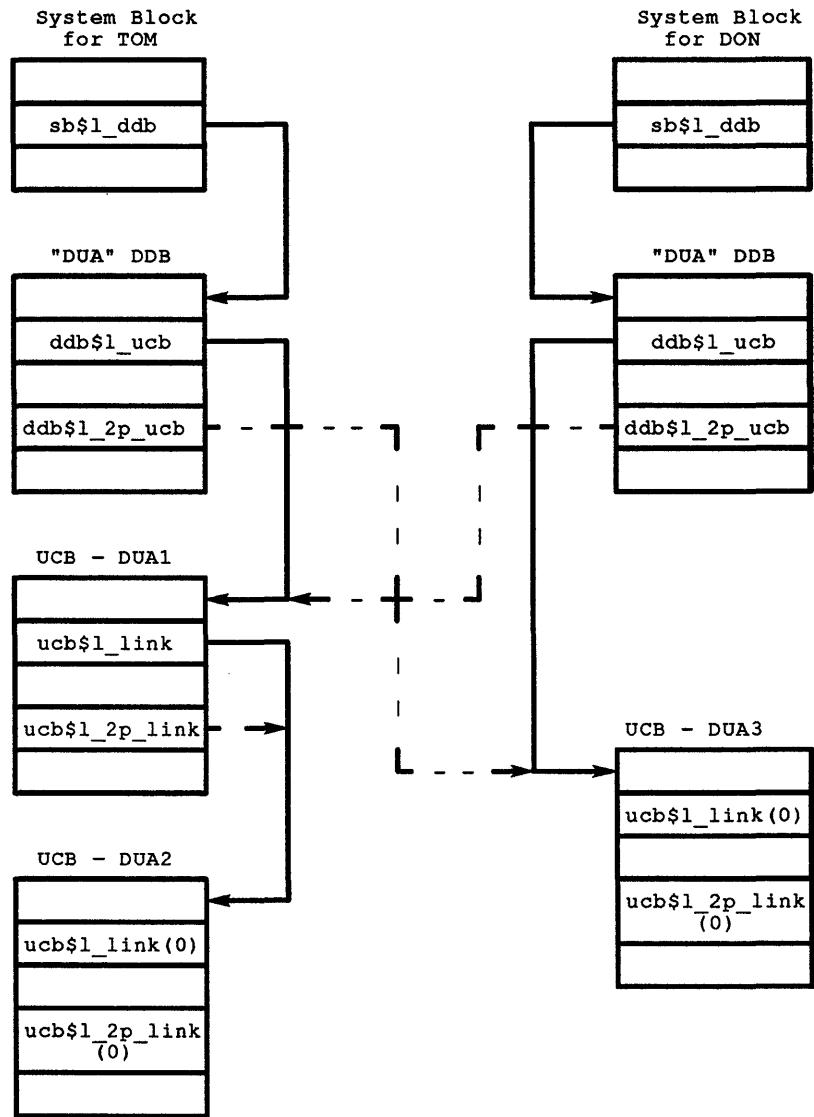 System Block
for TOM
sb$l_ddb
"DUA" DDB
ddb$l_ucb
ddb$l_2p_ucb
UCB - DUA1
ucb$l_link
ucb$l_2p_link
UCB - DUA2
ucb$l_link(0)
ucb$l_2p_link
(0)
System Block
for DON
sb$l_ddb
"DUA" DDB
ddb$l_ucb
ddb$l_2p_ucb
UCB - DUA3
ucb$l_link(0)
ucb$l_2p_link
(0)